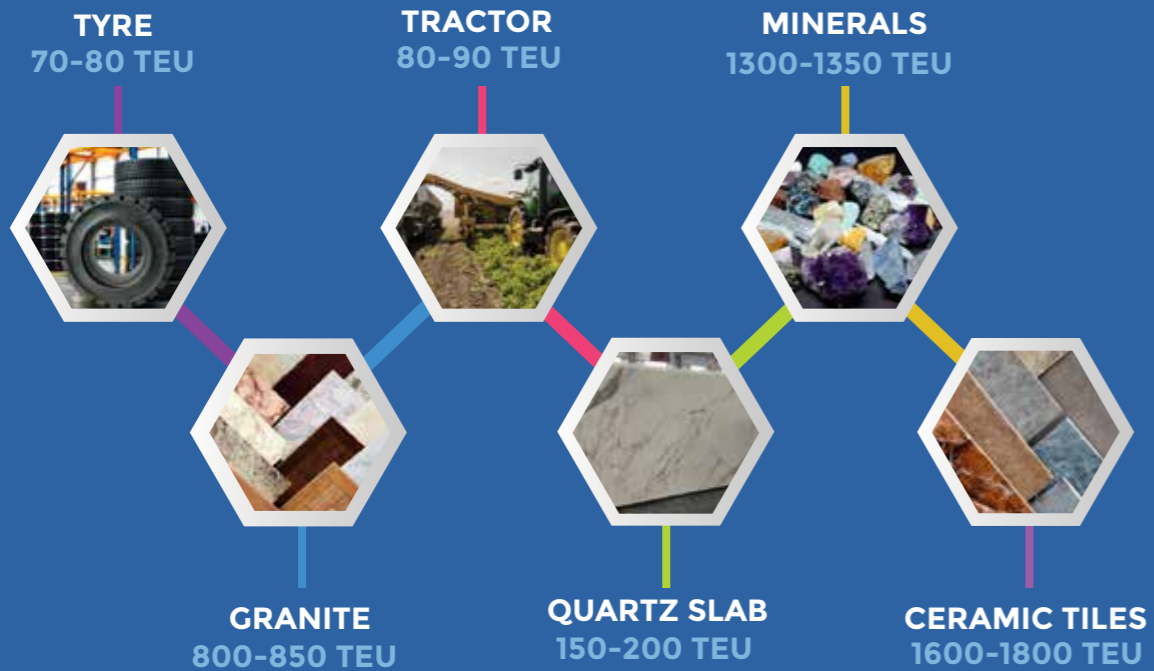 TYRE
70-80 TEU
TRACTOR
80-90 TEU
MINERALS
1300-1350 TEU
GRANITE
800-850 TEU
QUARTZ SLAB
150-200 TEU
CERAMIC TILES
1600-1800 TEU